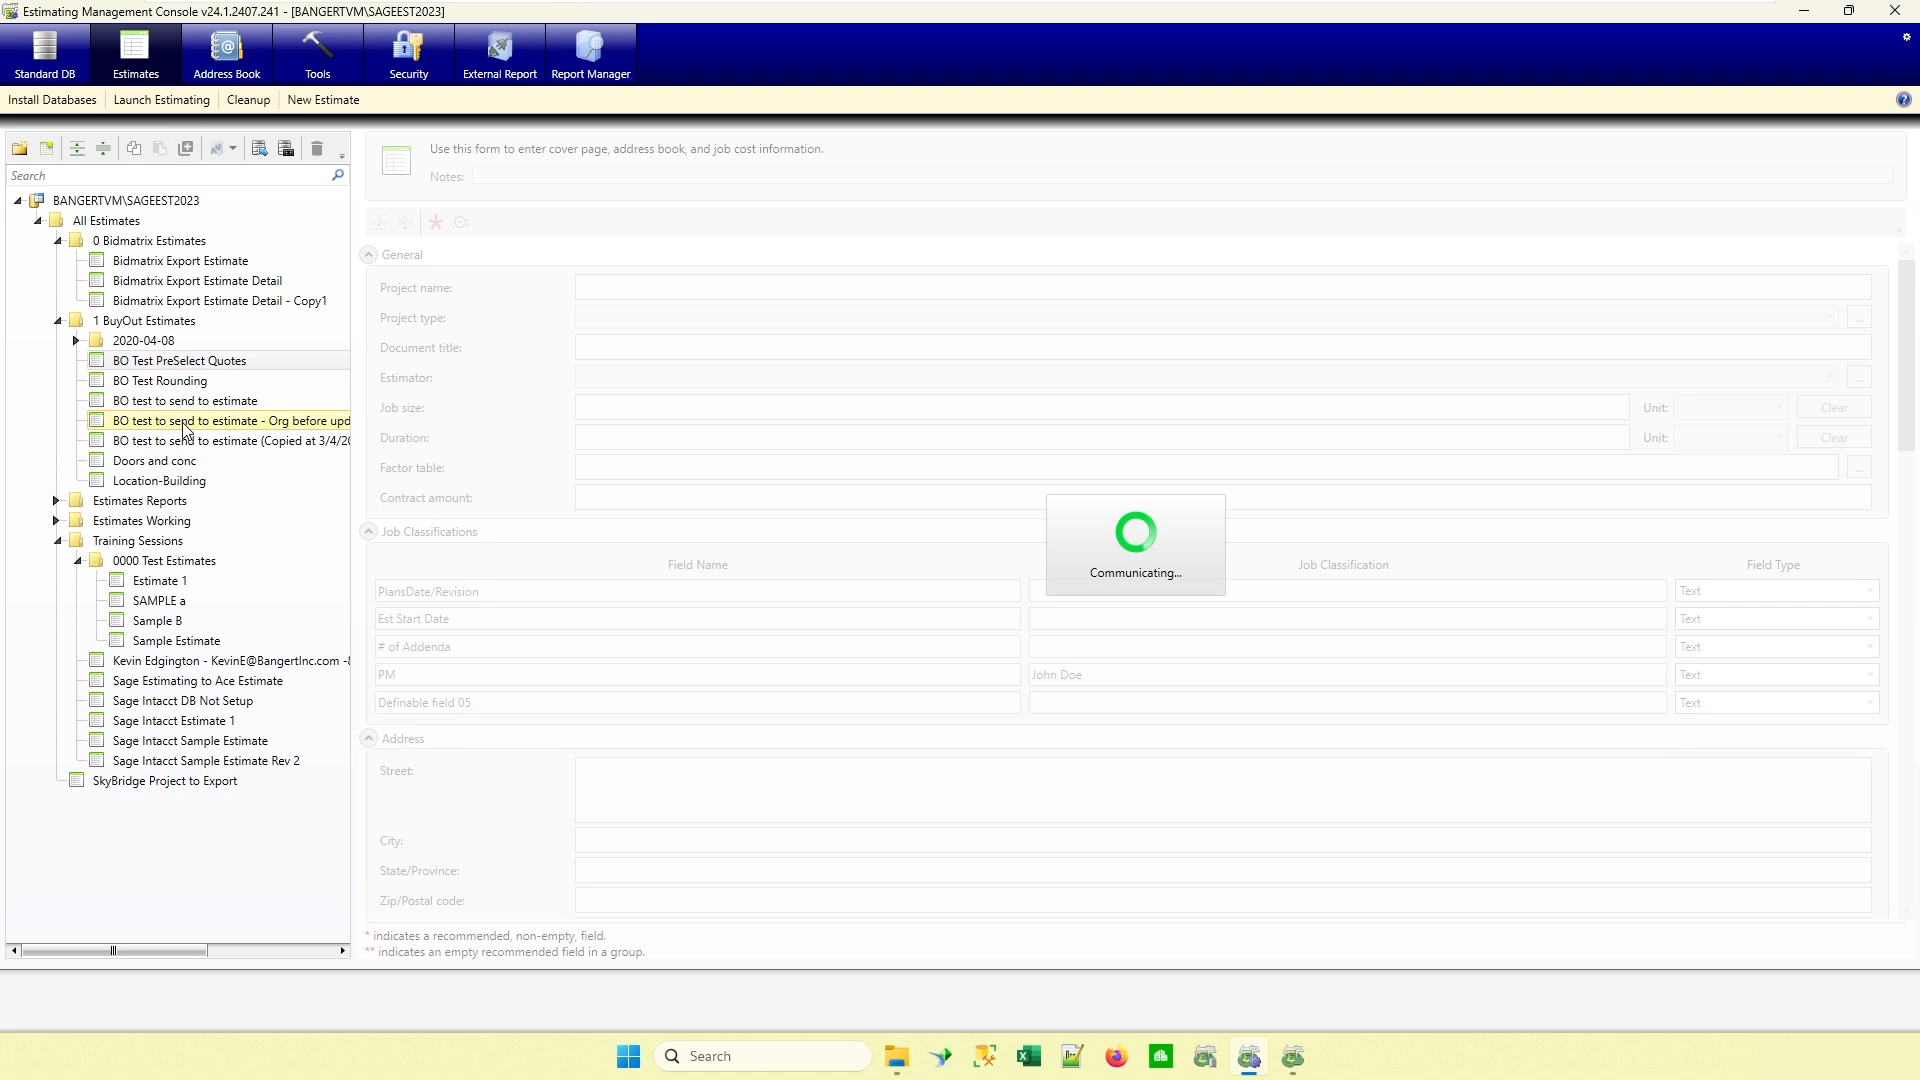 Estimating Management Console v24.1.2407.241 - [BANGERTVM\SAGEEST2023]
Standard DB
Estimates
Address Book
Tools
Security
External Report
Report Manager
Install Databases
Launch Estimating
Cleanup
New Estimate
Search
BANGERTVM\SAGEEST2023
All Estimates
0 Bidmatrix Estimates
Bidmatrix Export Estimate
Bidmatrix Export Estimate Detail
Bidmatrix Export Estimate Detail - Copy1
1 BuyOut Estimates
2020-04-08
BO Test PreSelect Quotes
BO Test Rounding
BO test to send to estimate
BO test to send to estimate - Org before upd
BO test to send to estimate (Copied at 3/4/20
Doors and conc
Location-Building
Estimates Reports
Estimates Working
Training Sessions
0000 Test Estimates
Estimate 1
SAMPLE a
Sample B
Sample Estimate
Kevin Edgington - KevinE@BangertInc.com -
Sage Estimating to Ace Estimate
Sage Intacct DB Not Setup
Sage Intacct Estimate 1
Sage Intacct Sample Estimate
Sage Intacct Sample Estimate Rev 2
SkyBridge Project to Export
Use this form to enter cover page, address book, and job cost information.
Notes:
General
Project name:
Project type: ...
Document title:
Estimator: ...
Job size: Unit: Clear
Duration: Unit: Clear
Factor table: ...
Contract amount:
Communicating...
Job Classifications
Field Name Job Classification Field Type
PlansDate/Revision Text
Est Start Date Text
# of Addenda Text
PM John Doe Text
Definable field 05 Text
Address
Street:
City:
State/Province:
Zip/Postal code:
* indicates a recommended, non-empty, field.
** indicates an empty recommended field in a group.
Search